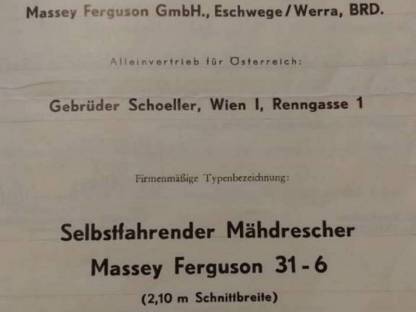 Massey Ferguson GmbH., Eschwege/Werra, BRD.
Alleinvertrieb für Österreich:
Gebrüder Schoeller, Wien I, Renngasse 1
Firmenmäßige Typenbezeichnung:
Selbstfahrender Mähdrescher
Massey Ferguson 31-6
(2,10 m Schnittbreite)